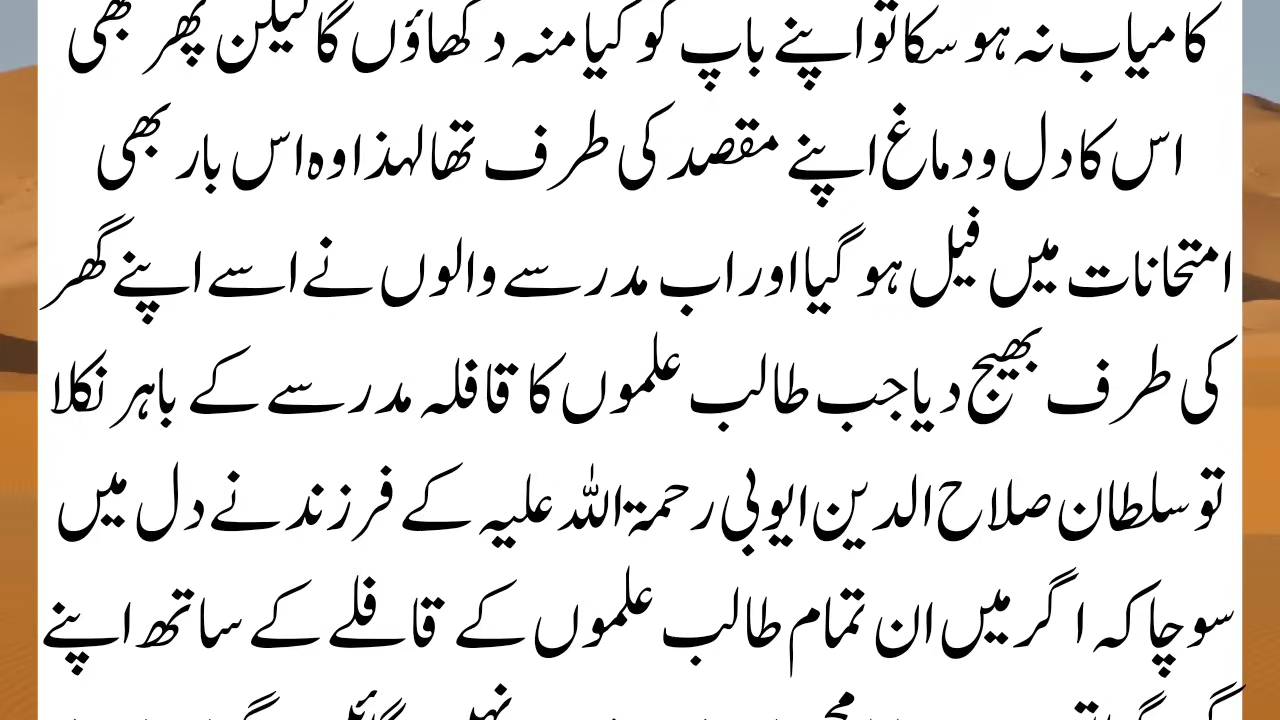 کامیاب نہ ہو سکا تو اپنے باپ کو کیا منہ دکھاؤں گا لیکن پھر بھی
اس کا دل و دماغ اپنے مقصد کی طرف تھا لہذا وہ اس بار بھی
امتحانات میں فیل ہو گیا اور اب مدرسے والوں نے اسے اپنے گھر
کی طرف بھیج دیا جب طالب علموں کا قافلہ مدرسے کے باہر نکلا
تو سلطان صلاح الدین ایوبی رحمۃ اللہ علیہ کے فرزند نے دل میں
سوچا کہ اگر میں ان تمام طالب علموں کے قافلے کے ساتھ اپنے